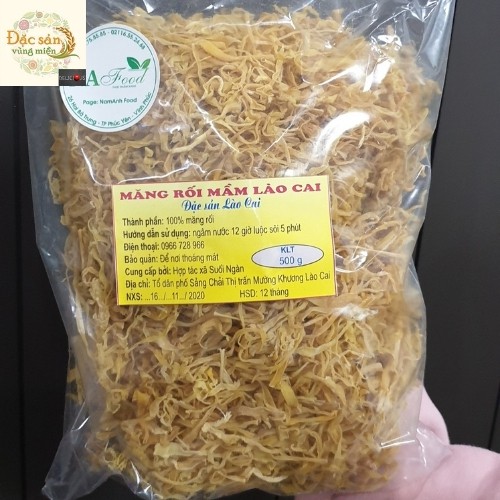 Đặc sản
vùng miền
Food
Page: NamAnh Food
MĂNG RỐI MẦM LÀO CAI
Đặc sản Lào Cai
Thành phần: 100% măng rối
Hướng dẫn sử dụng: ngâm nước 12 giờ luộc sôi 5 phút
Điện thoại: 0966 728 966
Bảo quản: Để nơi thoáng mát
KLT
500 g
Cung cấp bởi: Hợp tác xã Suối Ngàn
Địa chỉ: Tổ dân phố Sảng Chải Thị trấn Mường Khương Lào Cai
NXS: ...16.../ ...11.../ 2020 HSD: 12 tháng